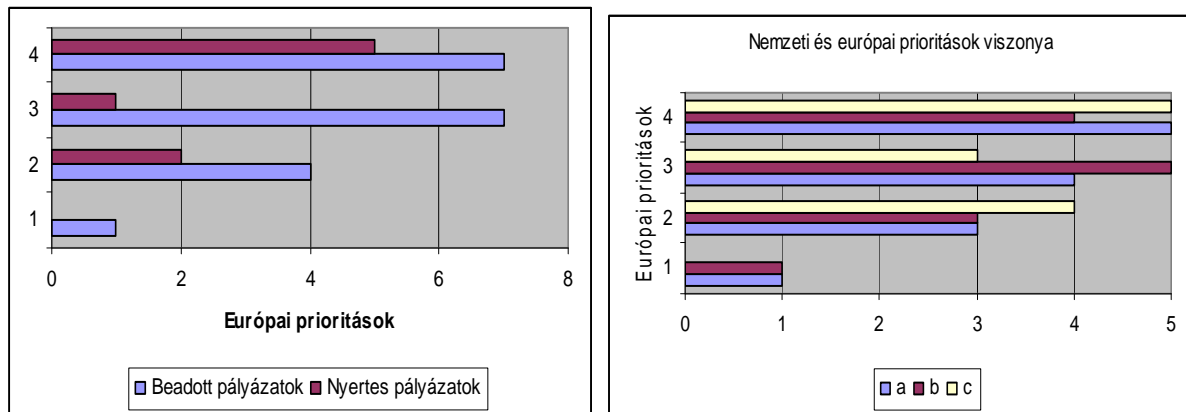 4
3
2
1
0 2 4 6 8
Európai prioritások
Beadott pályázatok Nyertes pályázatok
Nemzeti és európai prioritások viszonya
Európai prioritások
4
3
2
1
0 1 2 3 4 5
a b c